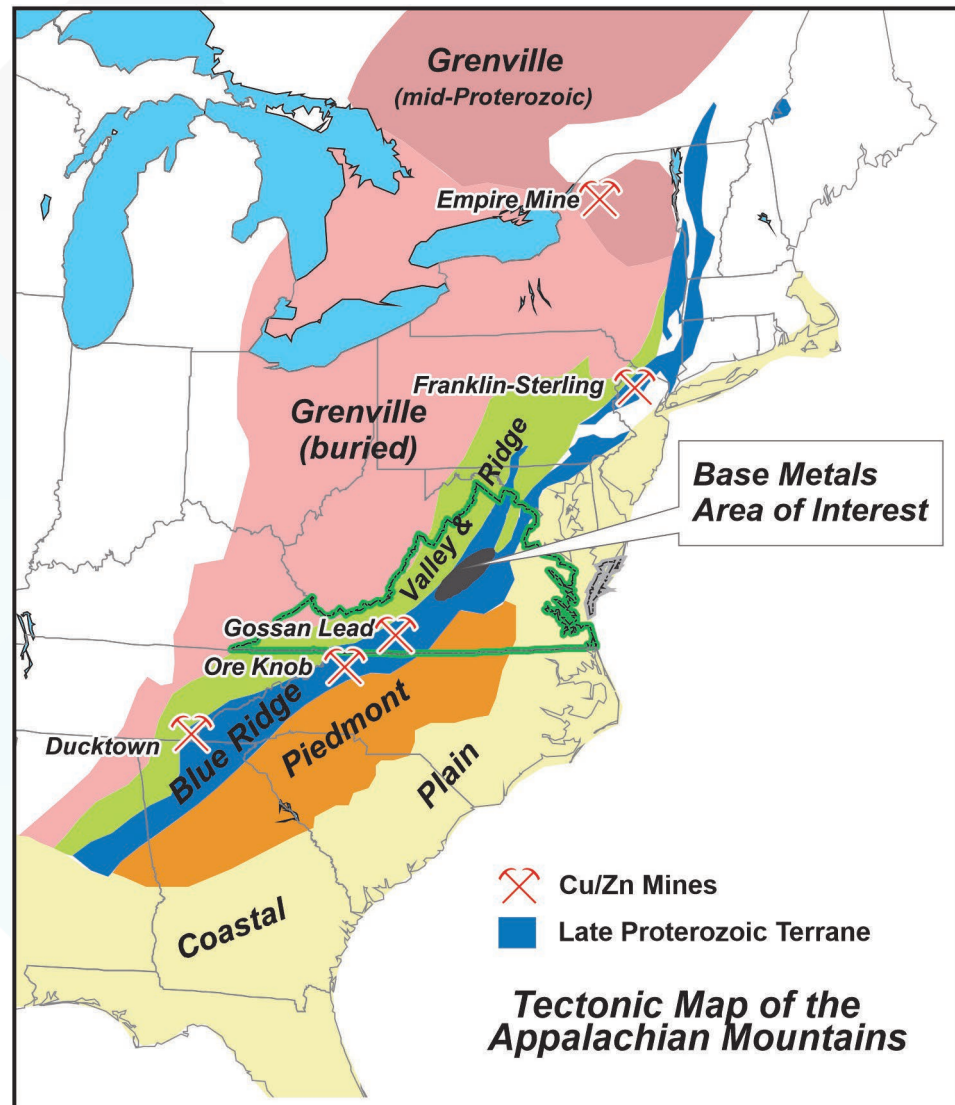 Grenville
(mid-Proterozoic)
Empire Mine
Franklin-Sterling
Grenville
(buried)
Valley & Ridge
Base Metals
Area of Interest
Gossan Lead
Ore Knob
Ducktown
Blue Ridge
Piedmont
Coastal Plain
Cu/Zn Mines
Late Proterozoic Terrane
Tectonic Map of the
Appalachian Mountains